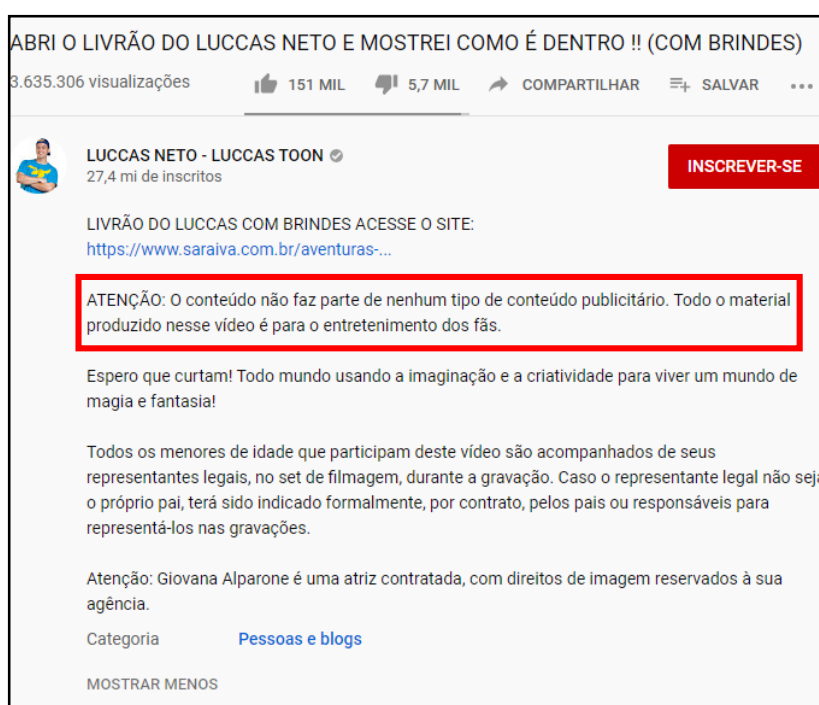 ABRI O LIVRÃO DO LUCCAS NETO E MOSTREI COMO É DENTRO !! (COM BRINDES)
3.635.306 visualizações 151 MIL 5,7 MIL COMPARTILHAR SALVAR ...
LUCCAS NETO - LUCCAS TOON
27,4 mi de inscritos
INSCREVER-SE
LIVRÃO DO LUCCAS COM BRINDES ACESSE O SITE:
https://www.saraiva.com.br/aventuras-...
ATENÇÃO: O conteúdo não faz parte de nenhum tipo de conteúdo publicitário. Todo o material
produzido nesse vídeo é para o entretenimento dos fãs.
Espero que curtam! Todo mundo usando a imaginação e a criatividade para viver um mundo de
magia e fantasia!
Todos os menores de idade que participam deste vídeo são acompanhados de seus
representantes legais, no set de filmagem, durante a gravação. Caso o representante legal não seja
o próprio pai, terá sido indicado formalmente, por contrato, pelos pais ou responsáveis para
representá-los nas gravações.
Atenção: Giovana Alparone é uma atriz contratada, com direitos de imagem reservados à sua
agência.
Categoria Pessoas e blogs
MOSTRAR MENOS